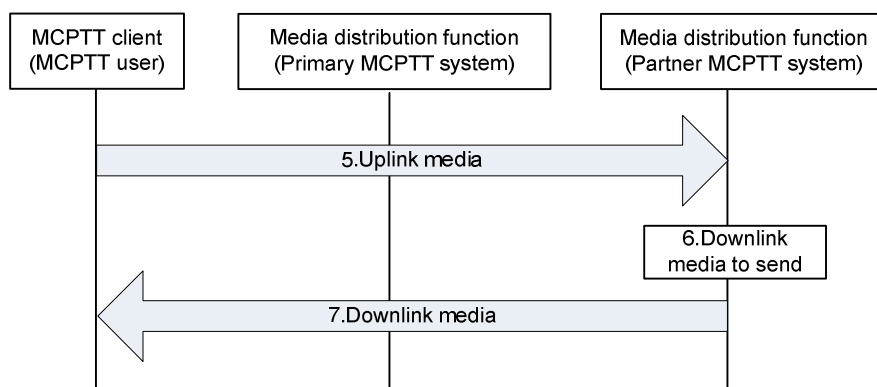 MCPTT client
(MCPTT user)
Media distribution function
(Primary MCPTT system)
Media distribution function
(Partner MCPTT system)
5.Uplink media
6.Downlink
media to send
7.Downlink media